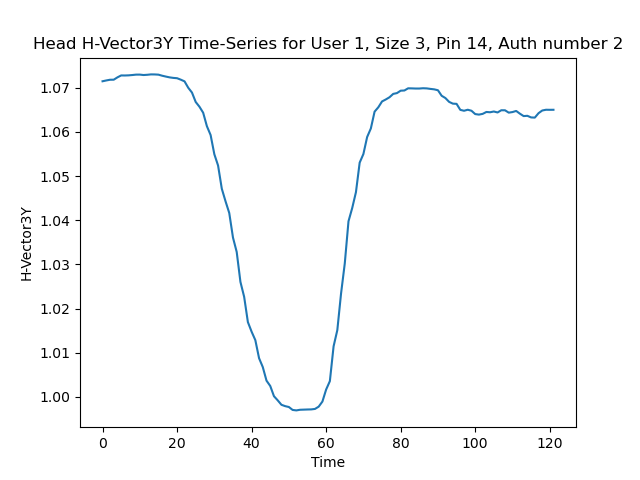 Head H-Vector3Y Time-Series for User 1, Size 3, Pin 14, Auth number 2
H-Vector3Y
1.07
1.06
1.05
1.04
1.03
1.02
1.01
1.00
0 20 40 60 80 100 120
Time